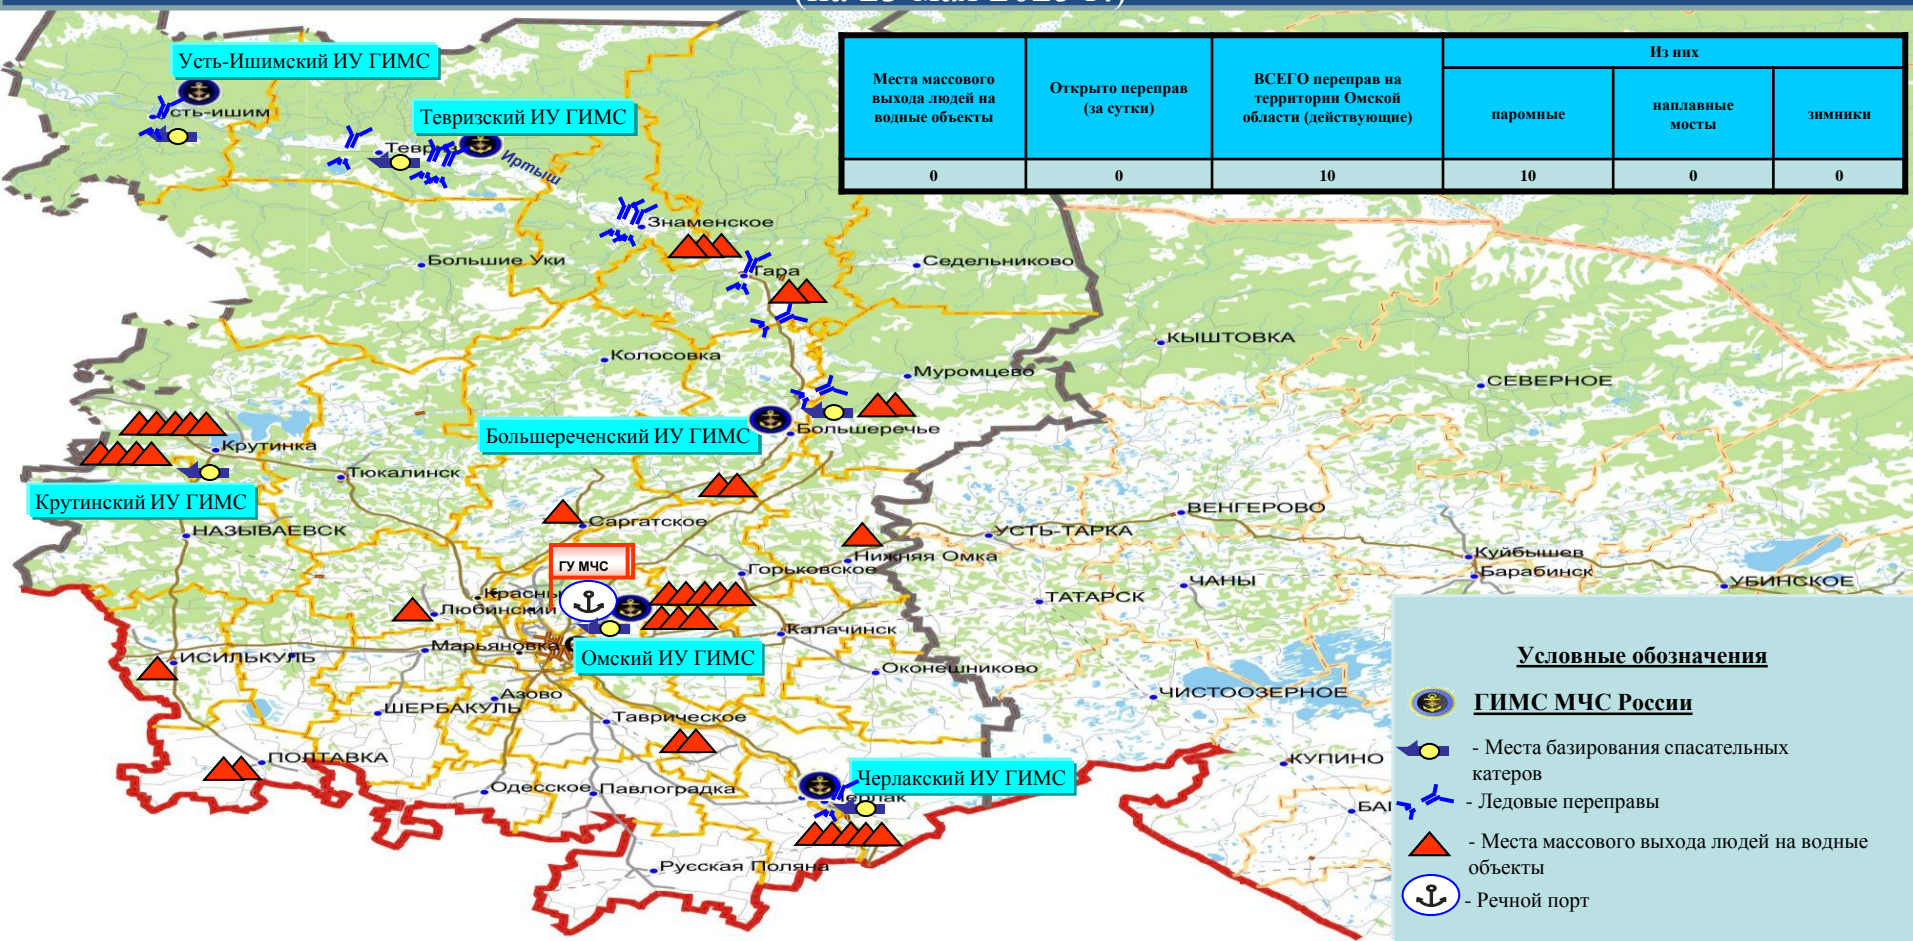 Усть-Ишимский ИУ ГИМС
Тевризский ИУ ГИМС
Иртыш
Знаменское
Большие Уки
Тара
Седельниково
Места массового
выхода людей на
водные объекты
Открыто переправ
(за сутки)
ВСЕГО переправ на
территории Омской
области (действующие)
Из них
паромные
наплавные
мосты
зимники
0
0
10
10
0
0
Колосовка
Муромцево
КЫШТОВКА
СЕВЕРНОЕ
Большереченский ИУ ГИМС
Большеречье
Крутинка
Тюкалинск
Крутинский ИУ ГИМС
НАЗЫВАЕВСК
Саргатское
УСТЬ-ТАРКА
ВЕНГЕРОВО
Нижняя Омка
Куйбышев
Барабинск
ГУ МЧС
Горьковское
ЧАНЫ
УБИНСКОЕ
ТАТАРСК
Любинский
Калачинск
Марьяновка
Омский ИУ ГИМС
ИСИЛЬКУЛЬ
Оконешниково
Азово
ЧИСТООЗЕРНОЕ
ШЕРБАКУЛЬ
Таврическое
ПОЛТАВКА
КУПИНО
Черлакский ИУ ГИМС
Одесское
Павлоградка
Русская Поляна
Условные обозначения
ГИМС МЧС России
- Места базирования спасательных
катеров
- Ледовые переправы
- Места массового выхода людей на водные
объекты
- Речной порт